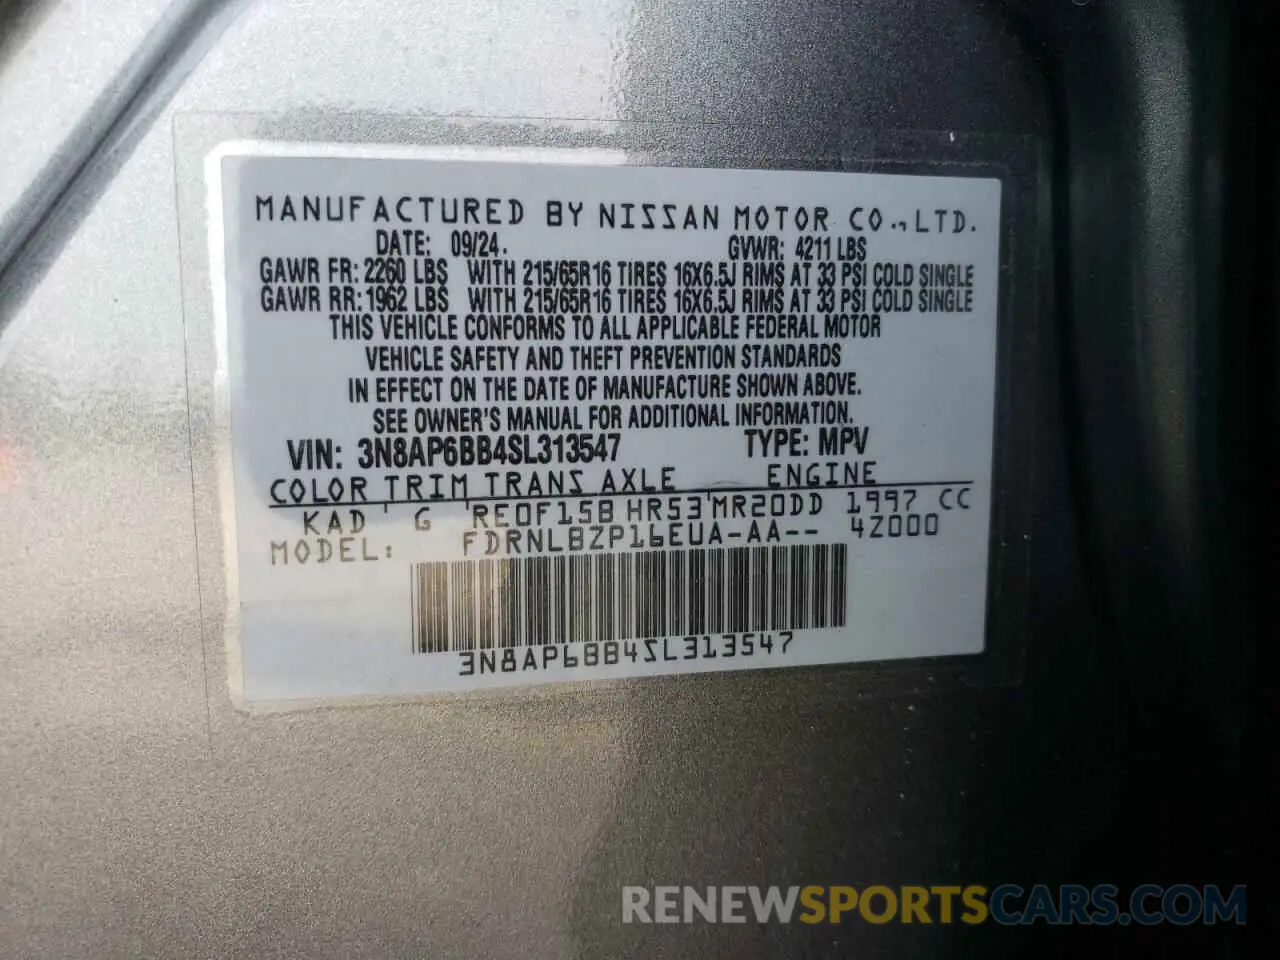 MANUFACTURED BY NISSAN MOTOR CO., LTD.
DATE: 09/24. GVWR: 4211 LBS
GAWR FR: 2260 LBS WITH 215/65R16 TIRES 16X6.5J RIMS AT 33 PSI COLD SINGLE
GAWR RR: 1962 LBS WITH 215/65R16 TIRES 16X6.5J RIMS AT 33 PSI COLD SINGLE
THIS VEHICLE CONFORMS TO ALL APPLICABLE FEDERAL MOTOR
VEHICLE SAFETY AND THEFT PREVENTION STANDARDS
IN EFFECT ON THE DATE OF MANUFACTURE SHOWN ABOVE.
SEE OWNER'S MANUAL FOR ADDITIONAL INFORMATION.
VIN: 3N8AP6BB4SL313547 TYPE: MPV
COLOR TRIM TRANS AXLE ENGINE
KAD G RE0F15B HR53 MR20DD 1997 CC
MODEL: FDRNLBZP16EUA-AA-- 4Z000
3N8AP6BB4SL313547
RENEWSPORTSCARS.COM